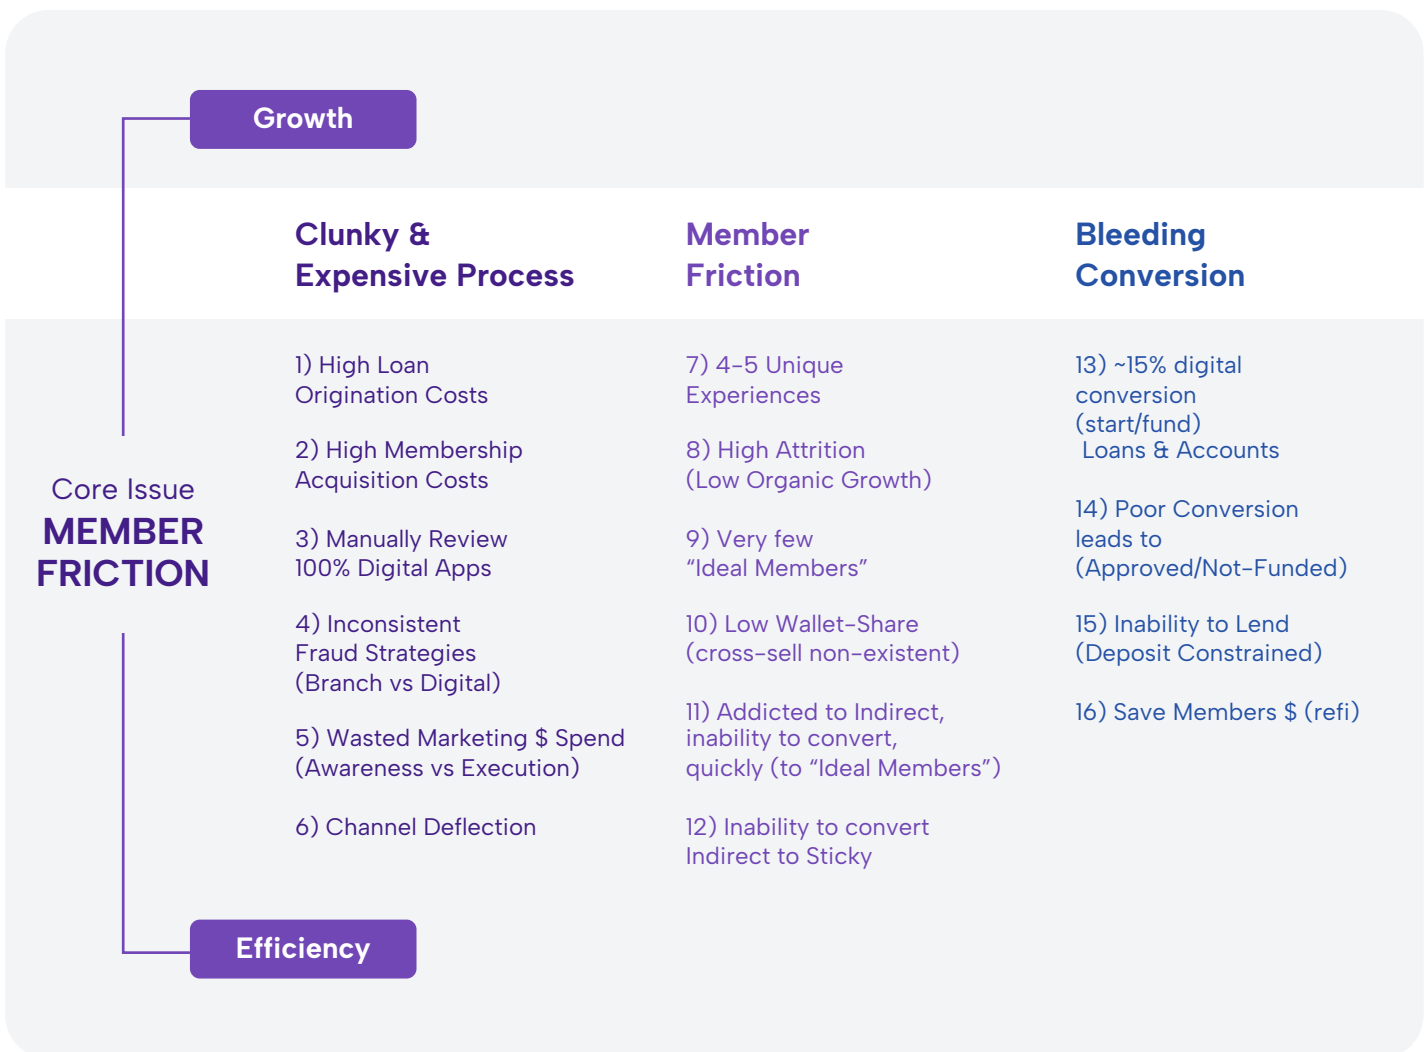 Growth
Clunky &
Expensive Process
Member
Friction
Bleeding
Conversion
Core Issue
MEMBER
FRICTION
1) High Loan
Origination Costs
2) High Membership
Acquisition Costs
3) Manually Review
100% Digital Apps
4) Inconsistent
Fraud Strategies
(Branch vs Digital)
5) Wasted Marketing $ Spend
(Awareness vs Execution)
6) Channel Deflection
7) 4-5 Unique
Experiences
8) High Attrition
(Low Organic Growth)
9) Very few
“Ideal Members”
10) Low Wallet-Share
(cross-sell non-existent)
11) Addicted to Indirect,
inability to convert,
quickly (to “Ideal Members”)
12) Inability to convert
Indirect to Sticky
13) ~15% digital
conversion
(start/fund)
Loans & Accounts
14) Poor Conversion
leads to
(Approved/Not-Funded)
15) Inability to Lend
(Deposit Constrained)
16) Save Members $ (refi)
Efficiency